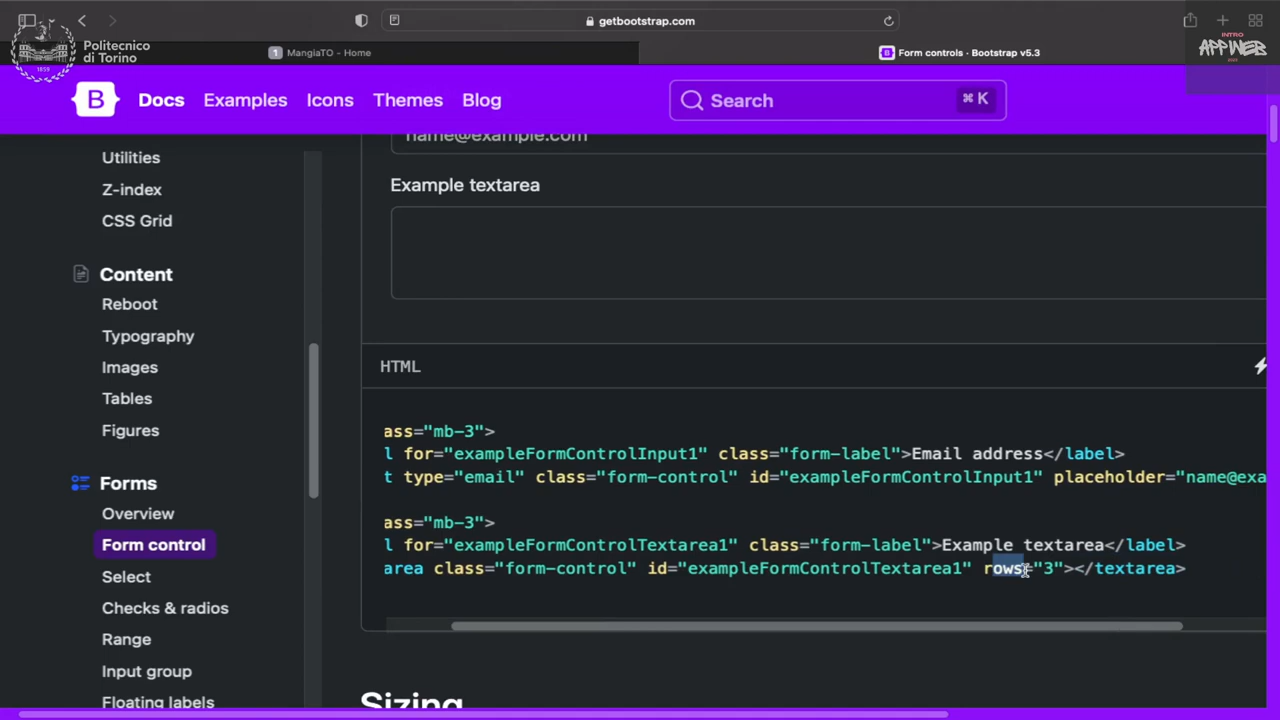 getbootstrap.com
Politecnico
di Torino
1859
1 MangiaTO - Home
B Form controls · Bootstrap v5.3
INTRO
APPWEB
B Docs Examples Icons Themes Blog
Search ⌘ K
Utilities
Z-index
CSS Grid
Content
Reboot
Typography
Images
Tables
Figures
Forms
Overview
Form control
Select
Checks & radios
Range
Input group
Floating labels
name@example.com
Example textarea
HTML
ass="mb-3">
l for="exampleFormControlInput1" class="form-label">Email address</label>
t type="email" class="form-control" id="exampleFormControlInput1" placeholder="name@exa
ass="mb-3">
l for="exampleFormControlTextarea1" class="form-label">Example textarea</label>
area class="form-control" id="exampleFormControlTextarea1" rows="3"></textarea>
Sizing